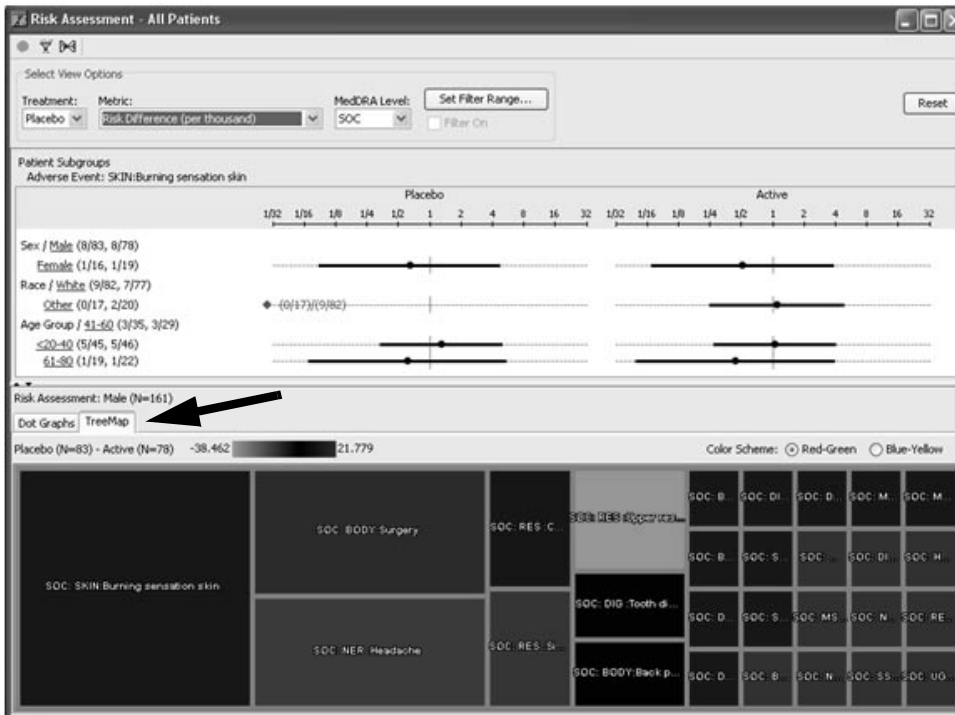 Risk Assessment - All Patients
Select View Options
Treatment: Metric: MedDRA Level: Set Filter Range... Reset
Placebo Risk Difference (per thousand) SOC Filter On
Patient Subgroups
Adverse Event: SKIN:Burning sensation skin
Placebo Active
1/32 1/16 1/8 1/4 1/2 1 2 4 8 16 32 1/32 1/16 1/8 1/4 1/2 1 2 4 8 16 32
Sex / Male (8/83, 8/78)
Female (1/16, 1/19)
Race / White (9/82, 7/77)
Other (0/17, 2/20) (0/17)/(9/82)
Age Group / 41-60 (3/35, 3/29)
<20-40 (5/45, 5/46)
61-80 (1/19, 1/22)
Risk Assessment: Male (N=161)
Dot Graphs TreeMap
Placebo (N=83) - Active (N=78) -38.462 21.779 Color Scheme: Red-Green Blue-Yellow
SOC: SKIN:Burning sensation skin
SOC: BODY:Surgery
SOC: NER:Headache
SOC: RES :C...
SOC: RES: Si...
SOC: RES :Upper res...
SOC: DIG :Tooth di...
SOC: BODY:Back p...
SOC: B... SOC: DI... SOC: D... SOC: M... SOC: M...
SOC: B... SOC: S... SOC: ... SOC: DI... SOC: H...
SOC: D... SOC: S... SOC: MS... SOC: N... SOC: RE...
SOC: D... SOC: B... SOC: N... SOC: SS... SOC: UG...